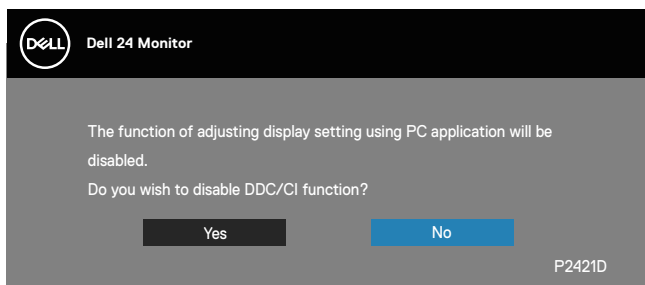 DELL
Dell 24 Monitor
The function of adjusting display setting using PC application will be
disabled.
Do you wish to disable DDC/CI function?
Yes
No
P2421D